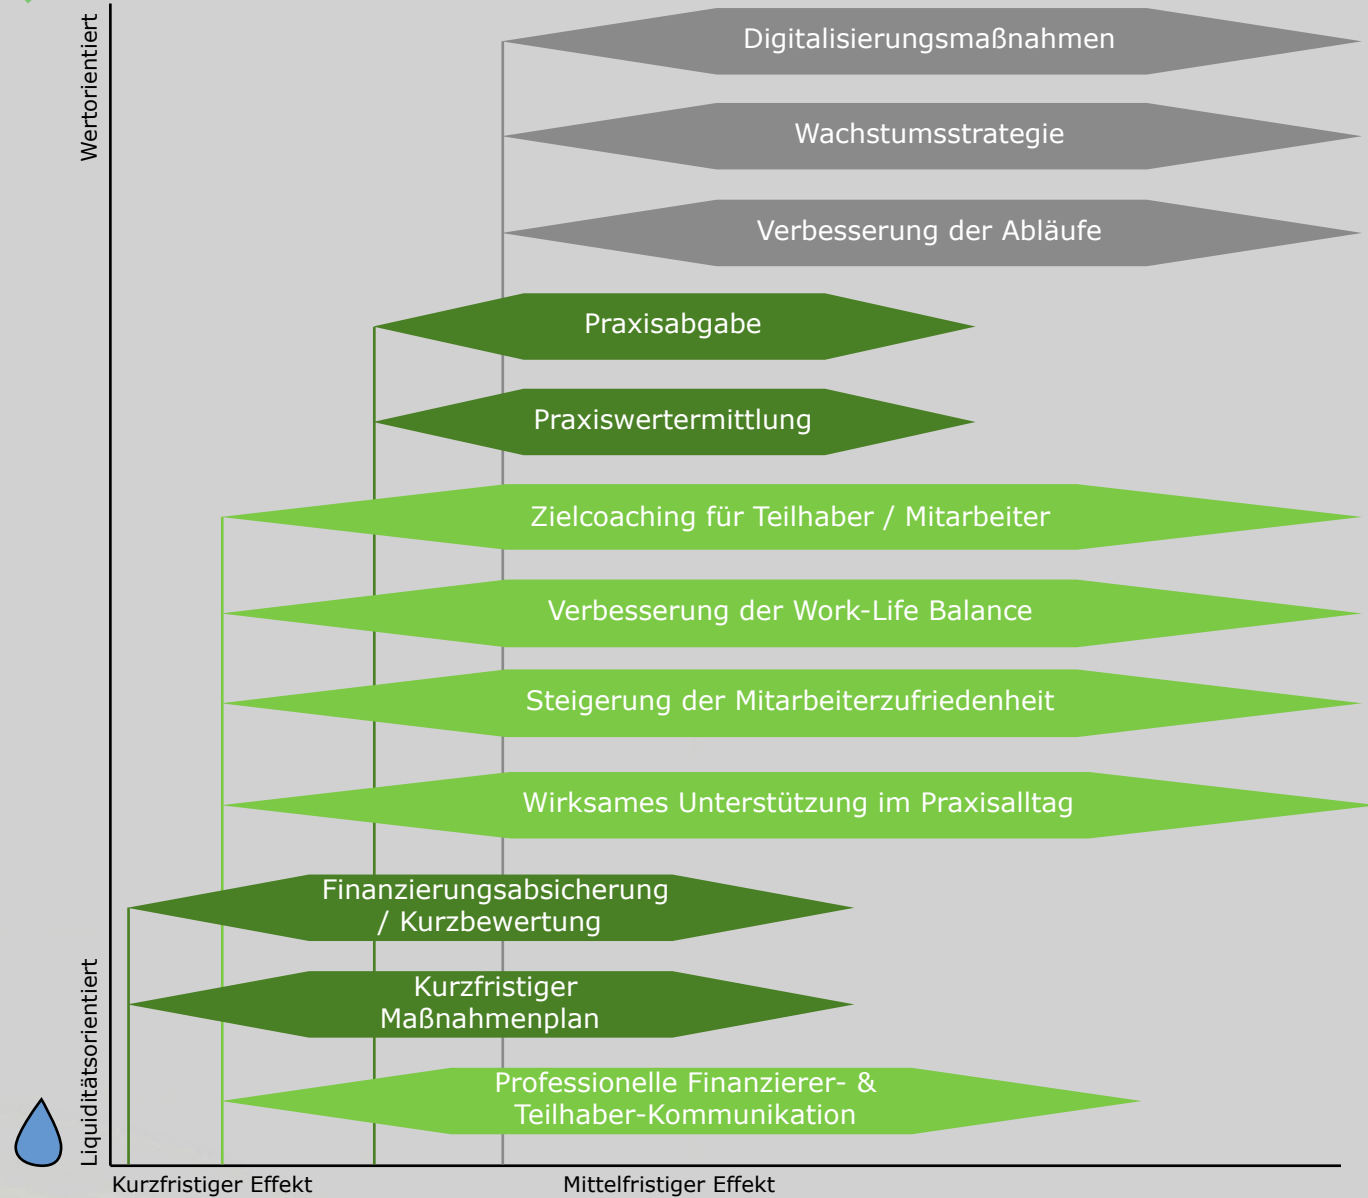 Wertorientiert
Digitalisierungsmaßnahmen
Wachstumsstrategie
Verbesserung der Abläufe
Praxisabgabe
Praxiswertermittlung
Zielcoaching für Teilhaber / Mitarbeiter
Verbesserung der Work-Life Balance
Steigerung der Mitarbeiterzufriedenheit
Wirksames Unterstützung im Praxisalltag
Finanzierungsabsicherung
/ Kurzbewertung
Kurzfristiger
Maßnahmenplan
Professionelle Finanzierer- &
Teilhaber-Kommunikation
Liquiditätsorientiert
Kurzfristiger Effekt
Mittelfristiger Effekt